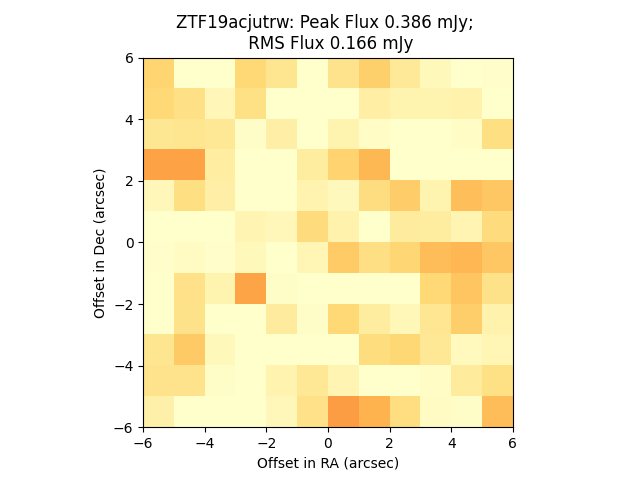 ZTF19acjutrw: Peak Flux 0.386 mJy;
RMS Flux 0.166 mJy
6
4
2
0
−2
−4
−6
Offset in Dec (arcsec)
−6 −4 −2 0 2 4 6
Offset in RA (arcsec)